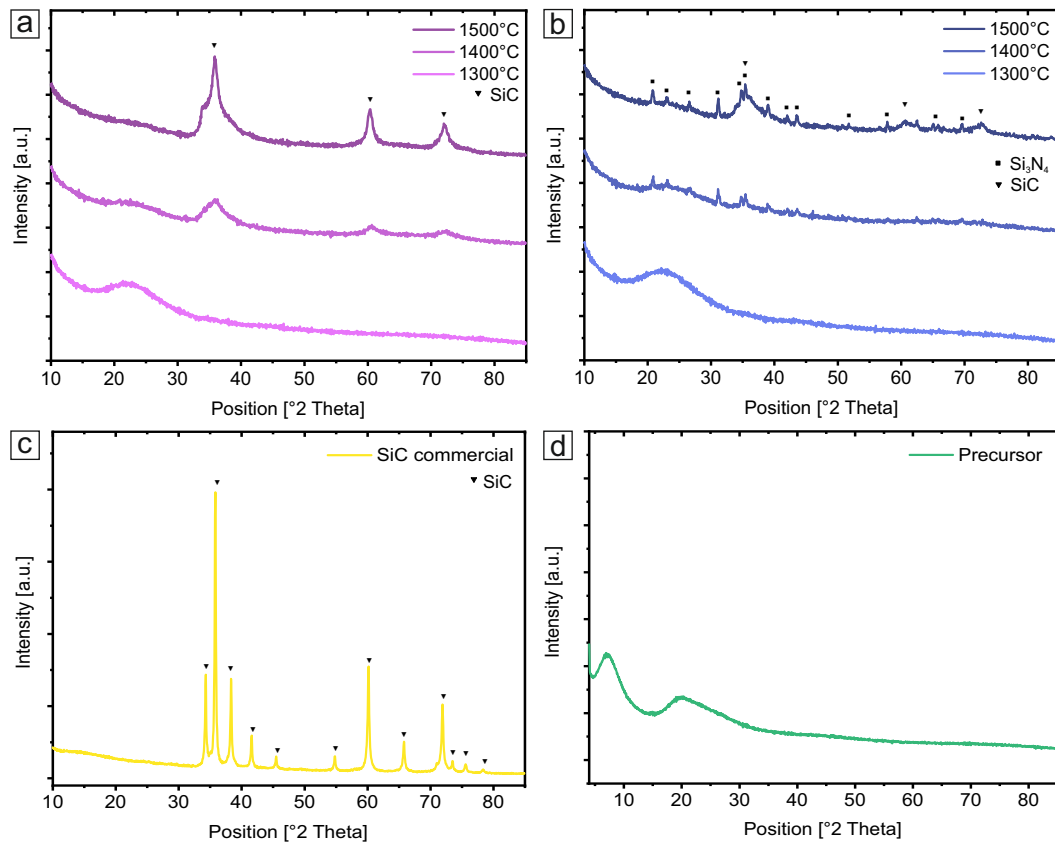 a
1500°C
1400°C
1300°C
SiC
Intensity [a.u.]
10 20 30 40 50 60 70 80
Position [°2 Theta]
b
1500°C
1400°C
1300°C
Si₃N₄
SiC
Intensity [a.u.]
10 20 30 40 50 60 70 80
Position [°2 Theta]
c
SiC commercial
SiC
Intensity [a.u.]
10 20 30 40 50 60 70 80
Position [°2 Theta]
d
Precursor
Intensity [a.u.]
10 20 30 40 50 60 70 80
Position [°2 Theta]